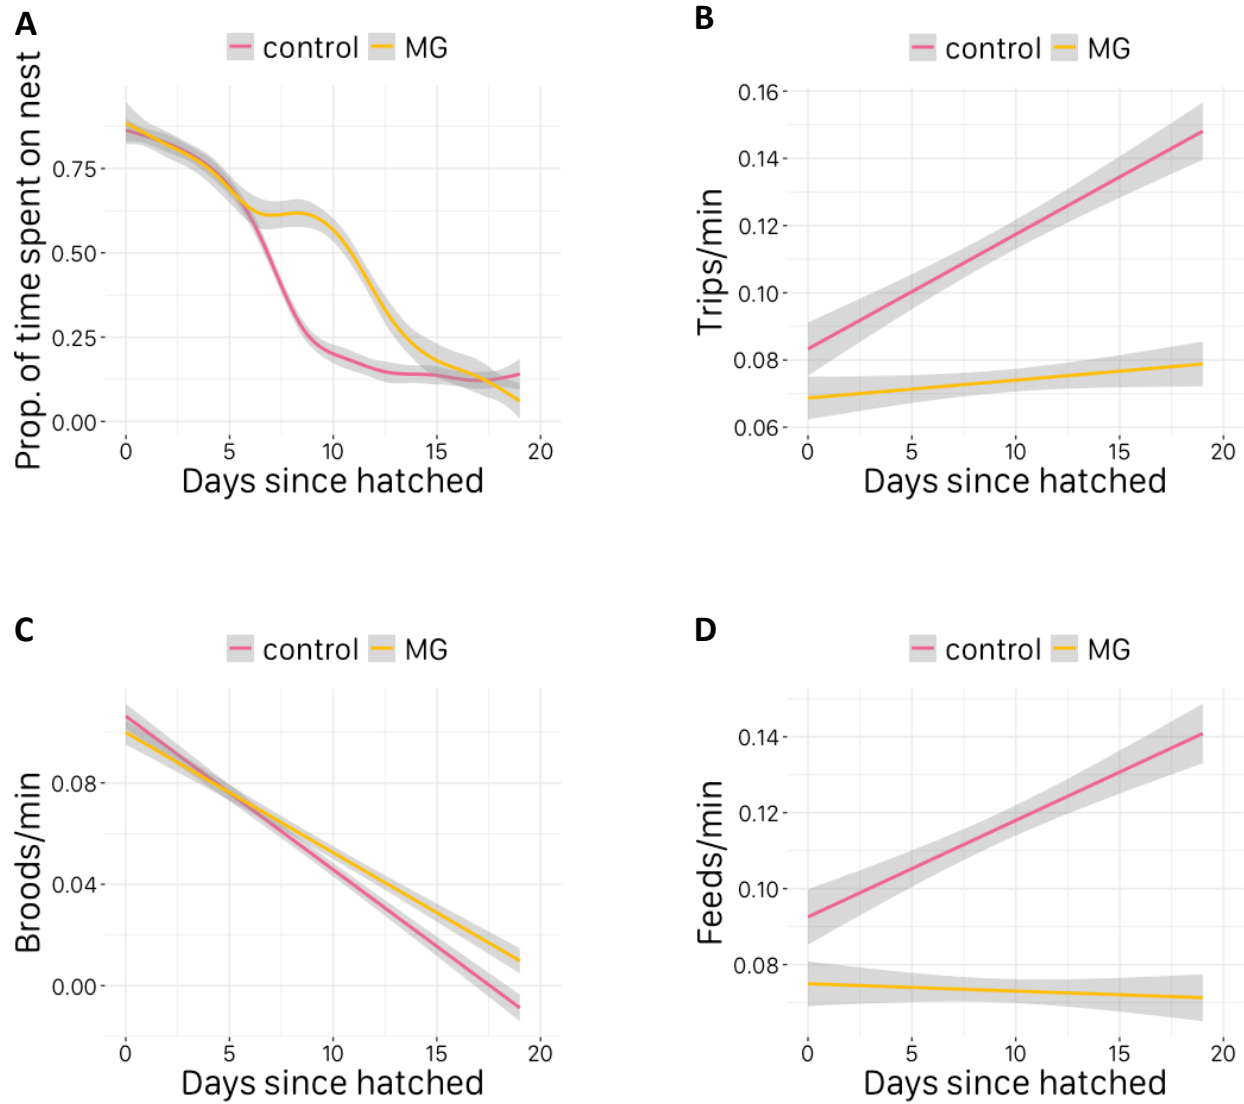 A
control MG
Prop. of time spent on nest
0.75
0.50
0.25
0.00
0 5 10 15 20
Days since hatched
B
control MG
Trips/min
0.16
0.14
0.12
0.10
0.08
0.06
0 5 10 15 20
Days since hatched
C
control MG
Broods/min
0.08
0.04
0.00
0 5 10 15 20
Days since hatched
D
control MG
Feeds/min
0.14
0.12
0.10
0.08
0 5 10 15 20
Days since hatched